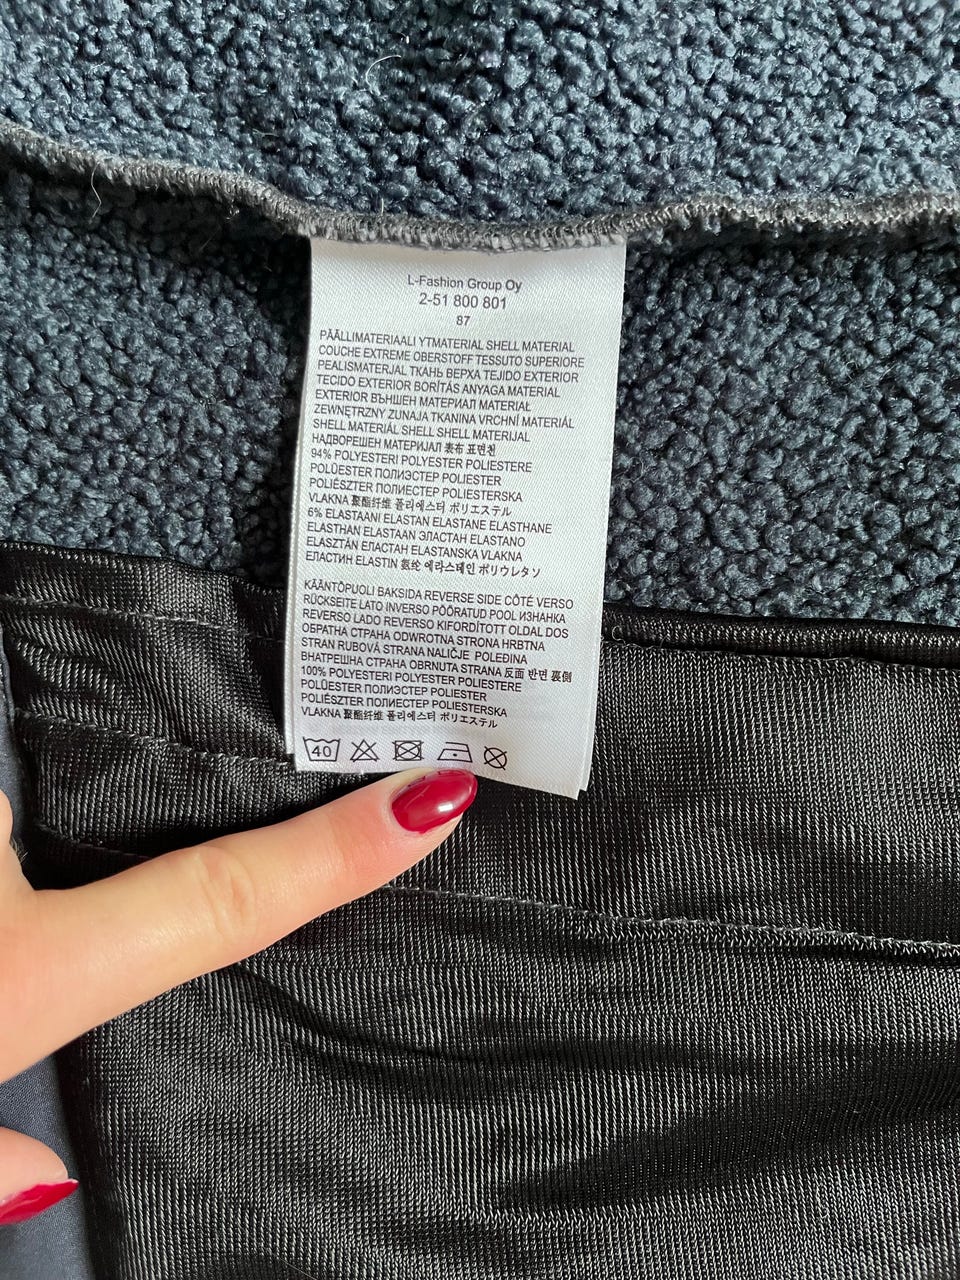 L-Fashion Group Oy
2-51 800 801
87
PÄÄLLIMATERIAALI YTMATERIAL SHELL MATERIAL
COUCHE EXTREME OBERSTOFF TESSUTO SUPERIORE
PEALISMATERJAL ТКАНЬ ВЕРХА TEJIDO EXTERIOR
TECIDO EXTERIOR BORÍTÁS ANYAGA MATERIAL
EXTERIOR ВЪНШЕН МАТЕРИАЛ MATERIAŁ
ZEWNĘTRZNY ZUNAJA TKANINA VRCHNÍ MATERIÁL
SHELL MATERIÁL SHELL SHELL MATERIJAL
НАДВОРЕШЕН МАТЕРИЈАЛ 表布 표면천
94% POLYESTERI POLYESTER POLIESTERE
POLÜESTER ПОЛИЭСТЕР POLIESTER
POLIÉSZTER ПОЛИЕСТЕР POLIESTERSKA
VLAKNA 聚酯纤维 폴리에스터 ポリエステル
6% ELASTAANI ELASTAN ELASTANE ELASTHANE
ELASTHAN ELASTAAN ЭЛАСТАН ELASTANO
ELASZTÁN ЕЛАСТАН ELASTANSKA VLAKNA
ЕЛАСТИН ELASTIN 氨纶 에라스테인 ポリウレタン
KÄÄNTÖPUOLI BAKSIDA REVERSE SIDE CÔTÉ VERSO
RÜCKSEITE LATO INVERSO PÖÖRATUD POOL ИЗНАНКА
REVERSO LADO REVERSO KIFORDÍTOTT OLDAL DOS
ОБРАТНА СТРАНА ODWROTNA STRONA HRBTNA
STRAN RUBOVÁ STRANA NALIČJE POLEĐINA
ВНАТРЕШНА СТРАНА OBRNUTA STRANA 反面 반면 裏側
100% POLYESTERI POLYESTER POLIESTERE
POLÜESTER ПОЛИЭСТЕР POLIESTER
POLIÉSZTER ПОЛИЕСТЕР POLIESTERSKA
VLAKNA 聚酯纤维 폴리에스터 ポリエステル
40